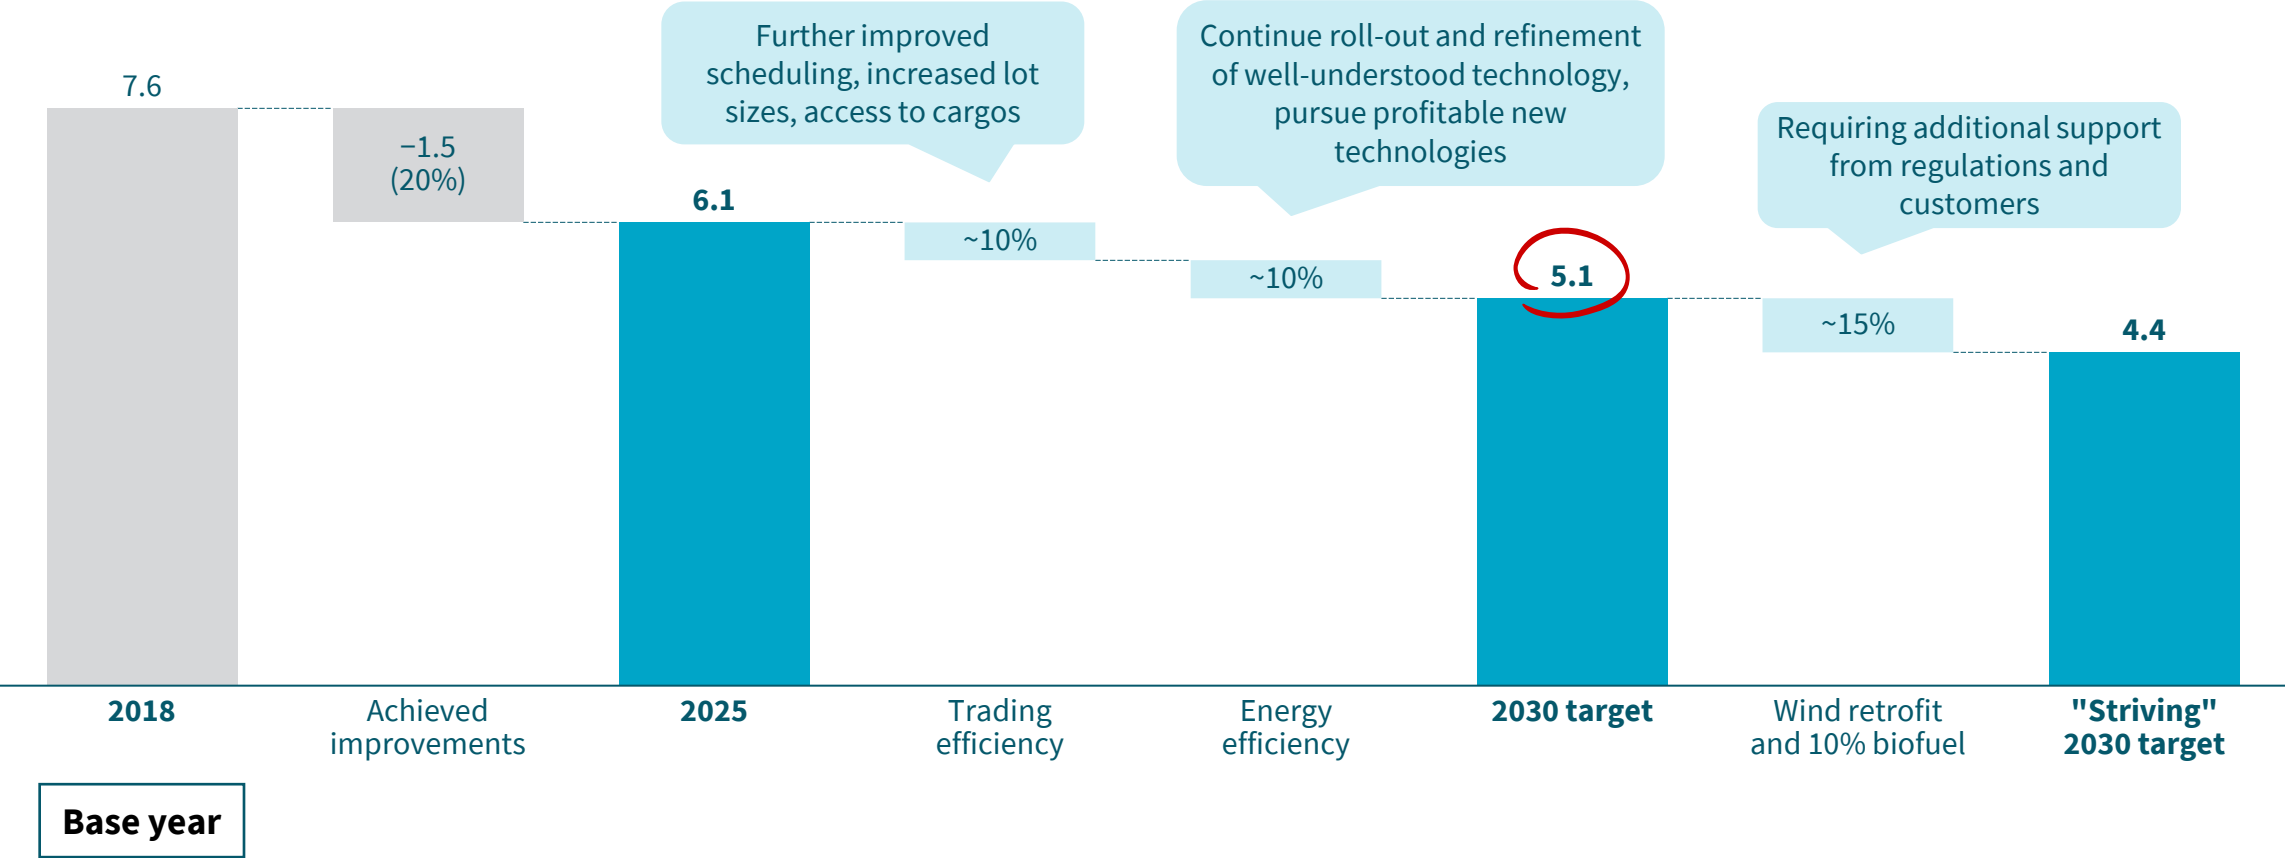 Further improved
scheduling, increased lot
sizes, access to cargos
Continue roll-out and refinement
of well-understood technology,
pursue profitable new
technologies
Requiring additional support
from regulations and
customers
7.6
−1.5
(20%)
6.1
~10%
~10%
5.1
~15%
4.4
2018
Achieved
improvements
2025
Trading
efficiency
Energy
efficiency
2030 target
Wind retrofit
and 10% biofuel
"Striving"
2030 target
Base year